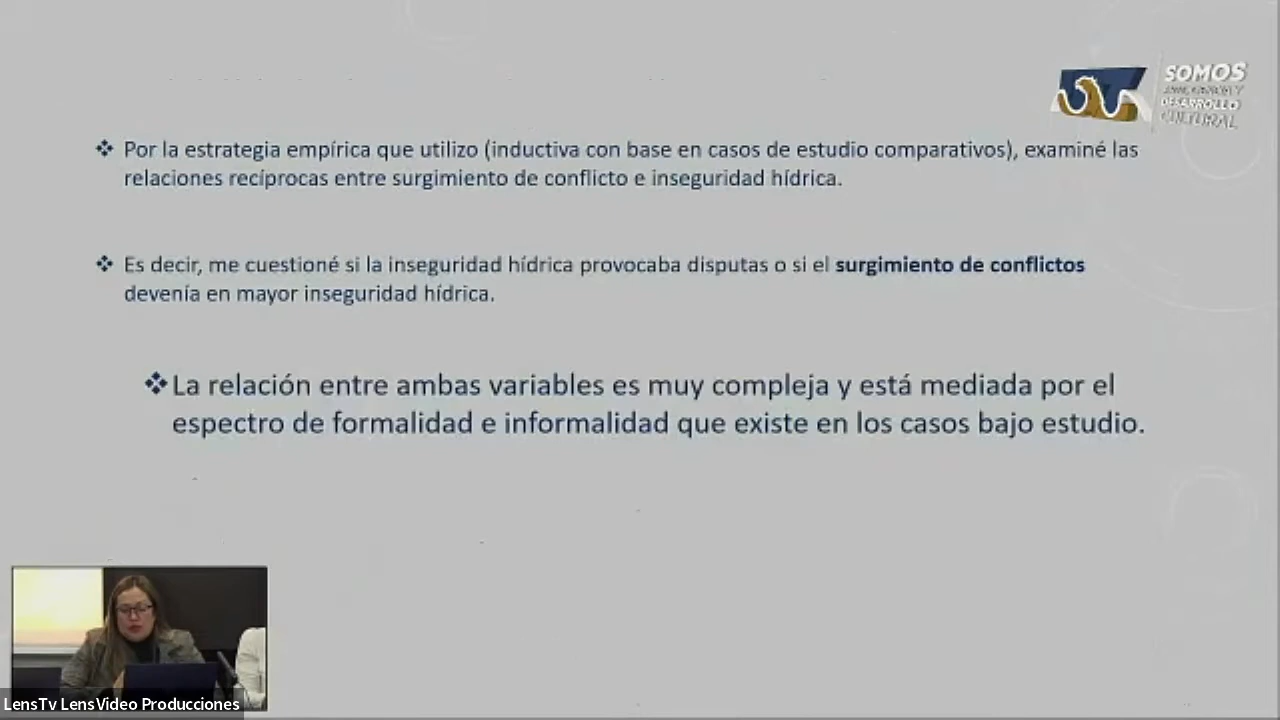 SOMOS
DESARROLLO
CULTURAL
❖ Por la estrategia empírica que utilizo (inductiva con base en casos de estudio comparativos), examiné las
relaciones recíprocas entre surgimiento de conflicto e inseguridad hídrica.
❖ Es decir, me cuestioné si la inseguridad hídrica provocaba disputas o si el surgimiento de conflictos
devenía en mayor inseguridad hídrica.
❖ La relación entre ambas variables es muy compleja y está mediada por el
espectro de formalidad e informalidad que existe en los casos bajo estudio.
LensTv LensVideo Producciones